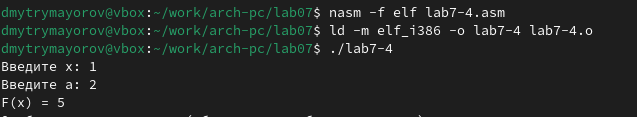 dmytrymayorov@vbox:~/work/arch-pc/lab07$ nasm -f elf lab7-4.asm
dmytrymayorov@vbox:~/work/arch-pc/lab07$ ld -m elf_i386 -o lab7-4 lab7-4.o
dmytrymayorov@vbox:~/work/arch-pc/lab07$ ./lab7-4
Введите x: 1
Введите a: 2
F(x) = 5